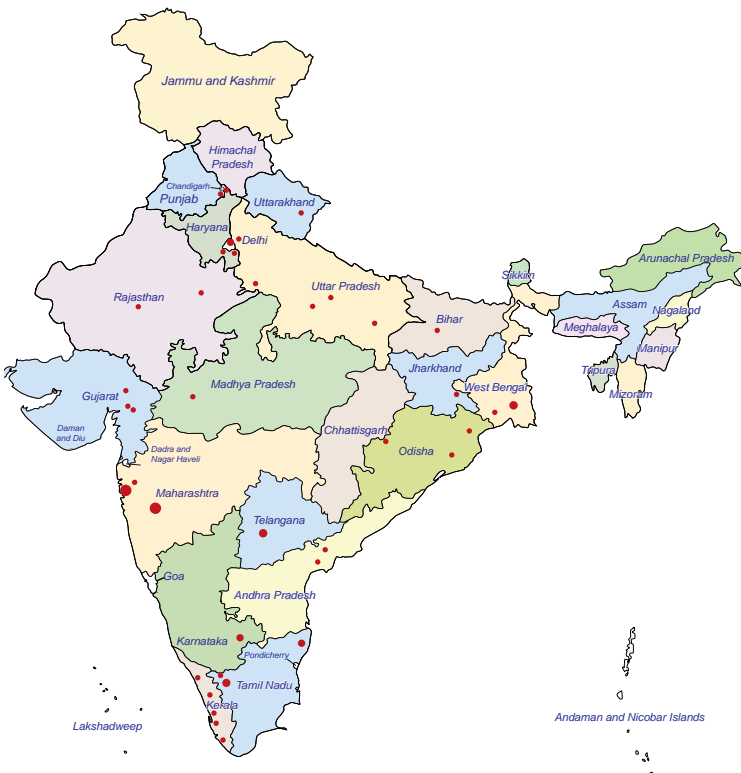 Jammu and Kashmir
Himachal
Pradesh
Chandigarh
Punjab
Uttarakhand
Haryana
Delhi
Arunachal Pradesh
Sikkim
Uttar Pradesh
Rajasthan
Assam
Nagaland
Bihar
Meghalaya
Manipur
Jharkhand
Tripura
Madhya Pradesh
West Bengal
Mizoram
Gujarat
Daman
and Diu
Chhattisgarh
Odisha
Dadra and
Nagar Haveli
Maharashtra
Telangana
Goa
Andhra Pradesh
Karnataka
Pondicherry
Tamil Nadu
Kerala
Lakshadweep
Andaman and Nicobar Islands